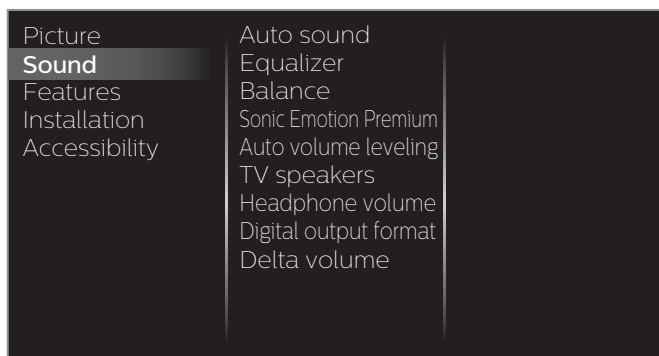 Picture
Sound
Features
Installation
Accessibility
Auto sound
Equalizer
Balance
Sonic Emotion Premium
Auto volume leveling
TV speakers
Headphone volume
Digital output format
Delta volume